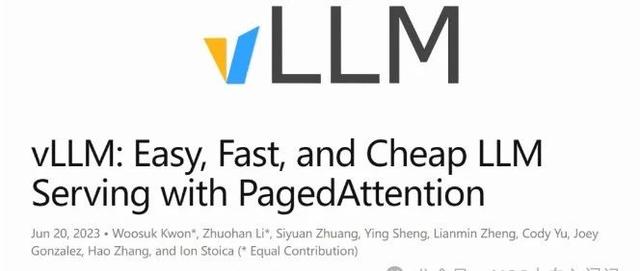 vLLM
vLLM: Easy, Fast, and Cheap LLM
Serving with PagedAttention
Jun 20, 2023 • Woosuk Kwon*, Zhuohan Li*, Siyuan Zhuang, Ying Sheng, Lianmin Zheng, Cody Yu, Joey
Gonzalez, Hao Zhang, and Ion Stoica (* Equal Contribution)